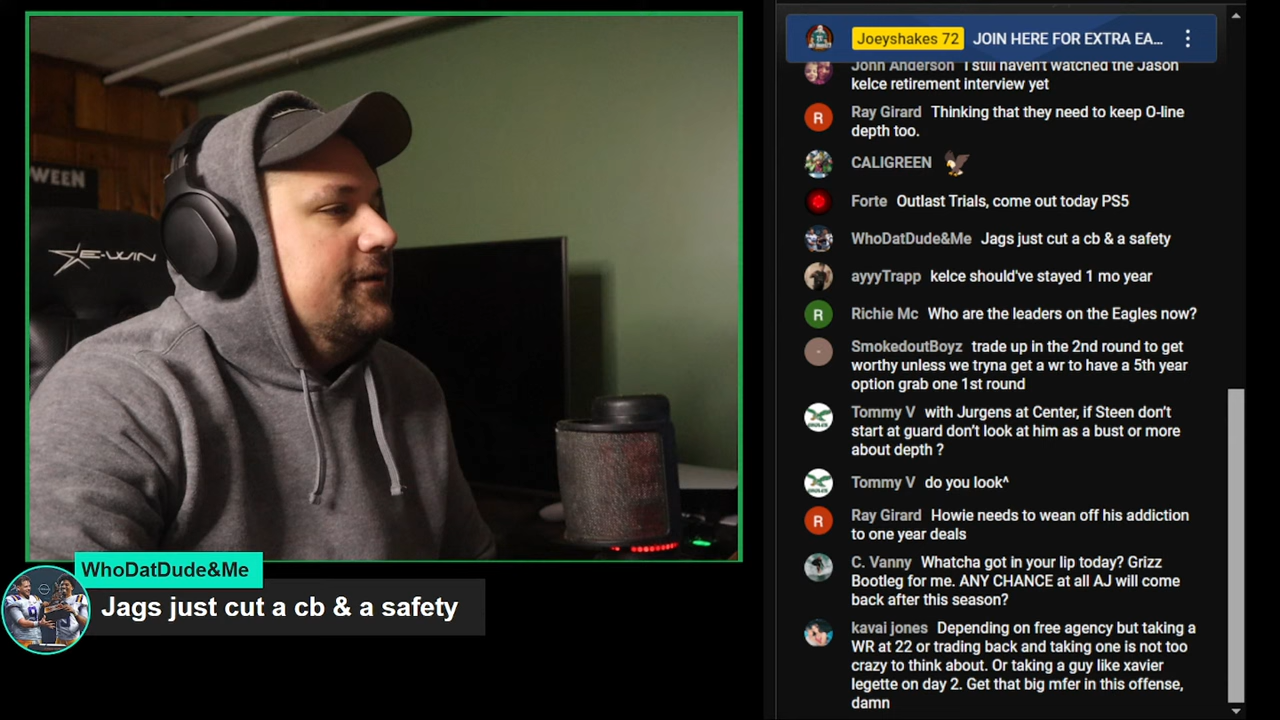 WEEN
E-WIN
WhoDatDude&Me
Jags just cut a cb & a safety
Joeyshakes 72 JOIN HERE FOR EXTRA EA...
John Anderson I still haven't watched the Jason
kelce retirement interview yet
R
Ray Girard Thinking that they need to keep O-line
depth too.
CALIGREEN
Forte Outlast Trials, come out today PS5
WhoDatDude&Me Jags just cut a cb & a safety
ayyyTrapp kelce should've stayed 1 mo year
R
Richie Mc Who are the leaders on the Eagles now?
SmokedoutBoyz trade up in the 2nd round to get
worthy unless we tryna get a wr to have a 5th year
option grab one 1st round
Tommy V with Jurgens at Center, if Steen don't
start at guard don't look at him as a bust or more
about depth ?
Tommy V do you look^
R
Ray Girard Howie needs to wean off his addiction
to one year deals
C. Vanny Whatcha got in your lip today? Grizz
Bootleg for me. ANY CHANCE at all AJ will come
back after this season?
kavai jones Depending on free agency but taking a
WR at 22 or trading back and taking one is not too
crazy to think about. Or taking a guy like xavier
legette on day 2. Get that big mfer in this offense,
damn